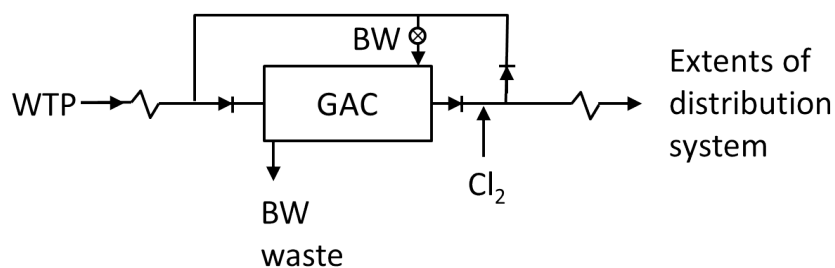 BW
WTP
GAC
Extents of
distribution
system
Cl₂
BW
waste